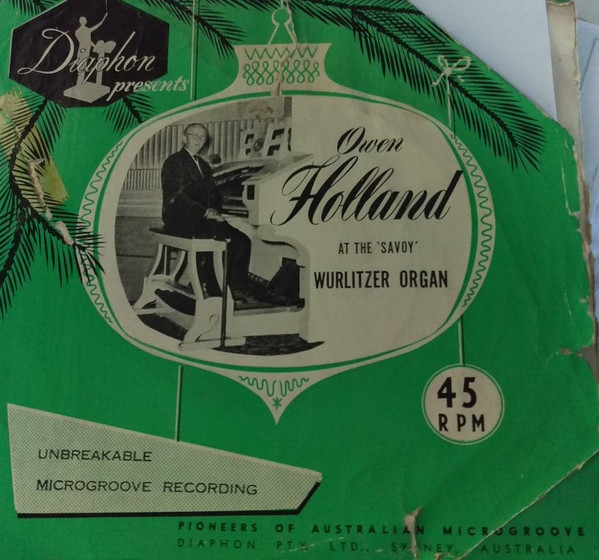 Diaphon
presents
Owen
Holland
AT THE 'SAVOY'
WURLITZER ORGAN
45
RPM
UNBREAKABLE
MICROGROOVE RECORDING
PIONEERS OF AUSTRALIAN MICROGROOVE
DIAPHON PTY. LTD., SYDNEY, AUSTRALIA